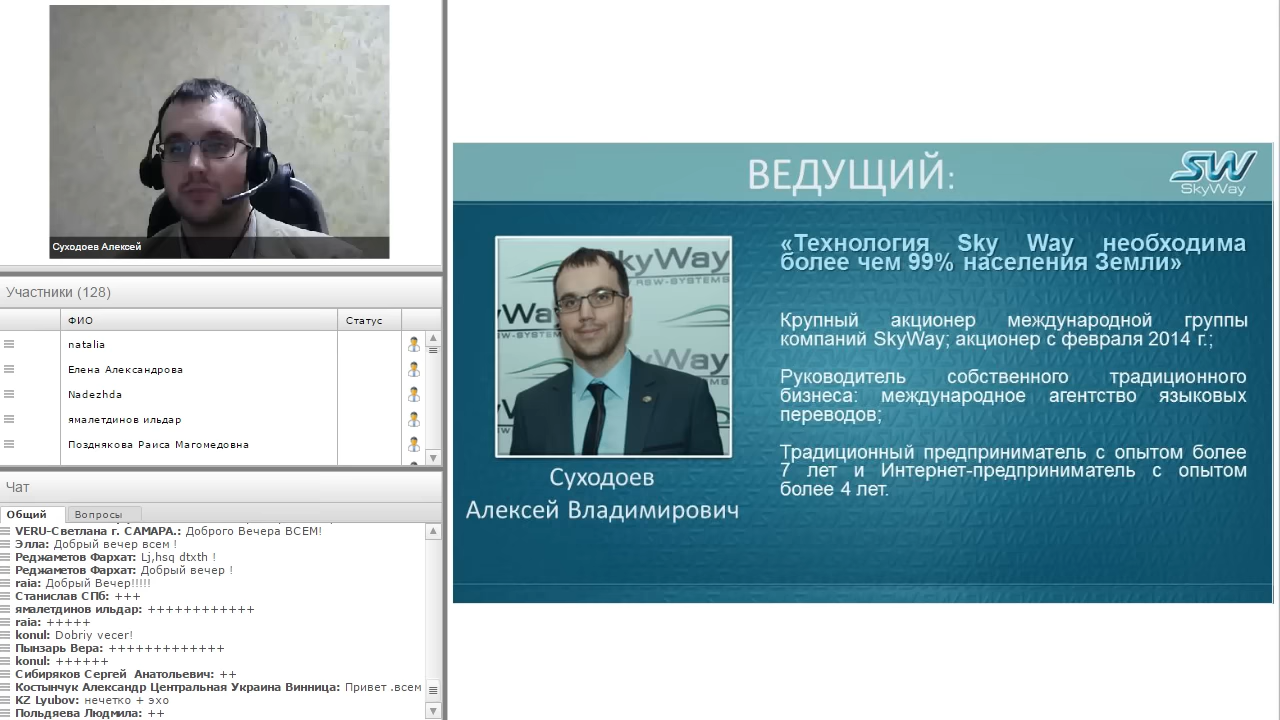 Суходоев Алексей
Участники (128)
ФИО Статус
natalia
Елена Александрова
Nadezhda
ямалетдинов ильдар
Позднякова Раиса Магомедовна
Чат
Общий Вопросы
VERU-Светлана г. САМАРА.: Доброго Вечера ВСЕМ!
Элла: Добрый вечер всем !
Реджаметов Фархат: Lj,hsq dtxth !
Реджаметов Фархат: Добрый вечер !
raia: Добрый Вечер!!!!!
Станислав СПб: +++
ямалетдинов ильдар: ++++++++++++
raia: +++++
konul: Dobriy vecer!
Пынзарь Вера: +++++++++++++
konul: ++++++
Сибиряков Сергей Анатольевич: ++
Костынчук Александр Центральная Украина Винница: Привет .всем
KZ Lyubov: нечетко + эхо
Польдяева Людмила: ++
ВЕДУЩИЙ:
SW
SkyWay
SkyWay
RSW-SYSTEMS
Суходоев
Алексей Владимирович
«Технология Sky Way необходима
более чем 99% населения Земли»
Крупный акционер международной группы
компаний SkyWay; акционер с февраля 2014 г.;
Руководитель собственного традиционного
бизнеса: международное агентство языковых
переводов;
Традиционный предприниматель с опытом более
7 лет и Интернет-предприниматель с опытом
более 4 лет.